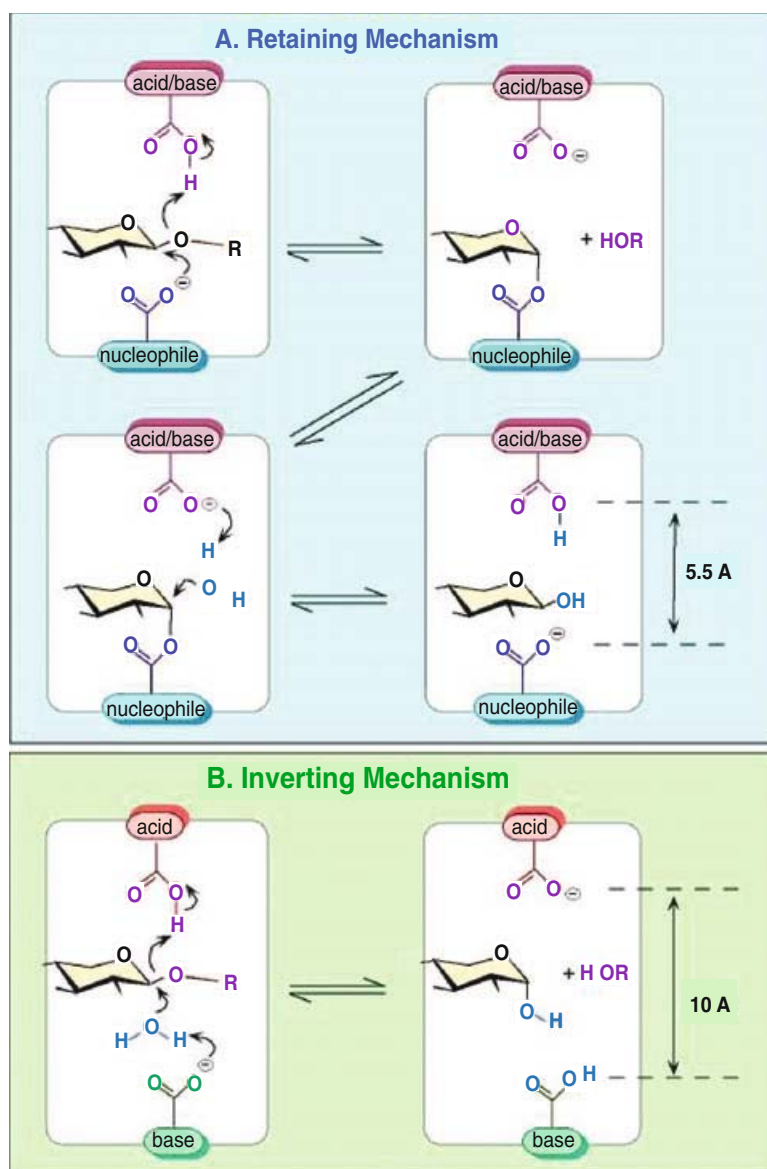 A. Retaining Mechanism
acid/base
O O
H
O
O R
⊖
O O
nucleophile
acid/base
O O ⊖
O
+ HOR
O O
nucleophile
acid/base
O O ⊖
H
O
O
H
O O
nucleophile
acid/base
O O
H
O
OH
⊖
O O
nucleophile
5.5 A
B. Inverting Mechanism
acid
O O
H
O
O R
O
H H
⊖
O O
base
acid
O O ⊖
O
+ H OR
O H
O O H
base
10 A